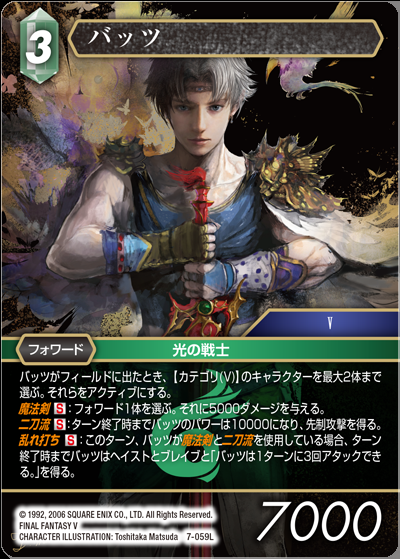 3
バッツ
V
フォワード
光の戦士
バッツがフィールドに出たとき、【カテゴリ(V)】のキャラクターを最大2体まで
選ぶ。それらをアクティブにする。
魔法剣 S：フォワード1体を選ぶ。それに5000ダメージを与える。
二刀流 S：ターン終了時までバッツのパワーは10000になり、先制攻撃を得る。
乱れ打ち S：このターン、バッツが魔法剣と二刀流を使用している場合、ターン
終了時までバッツはヘイストとブレイブと「バッツは1ターンに3回アタックでき
る。」を得る。
© 1992, 2006 SQUARE ENIX CO., LTD. All Rights Reserved.
FINAL FANTASY V
CHARACTER ILLUSTRATION: Toshitaka Matsuda 7-059L
7000